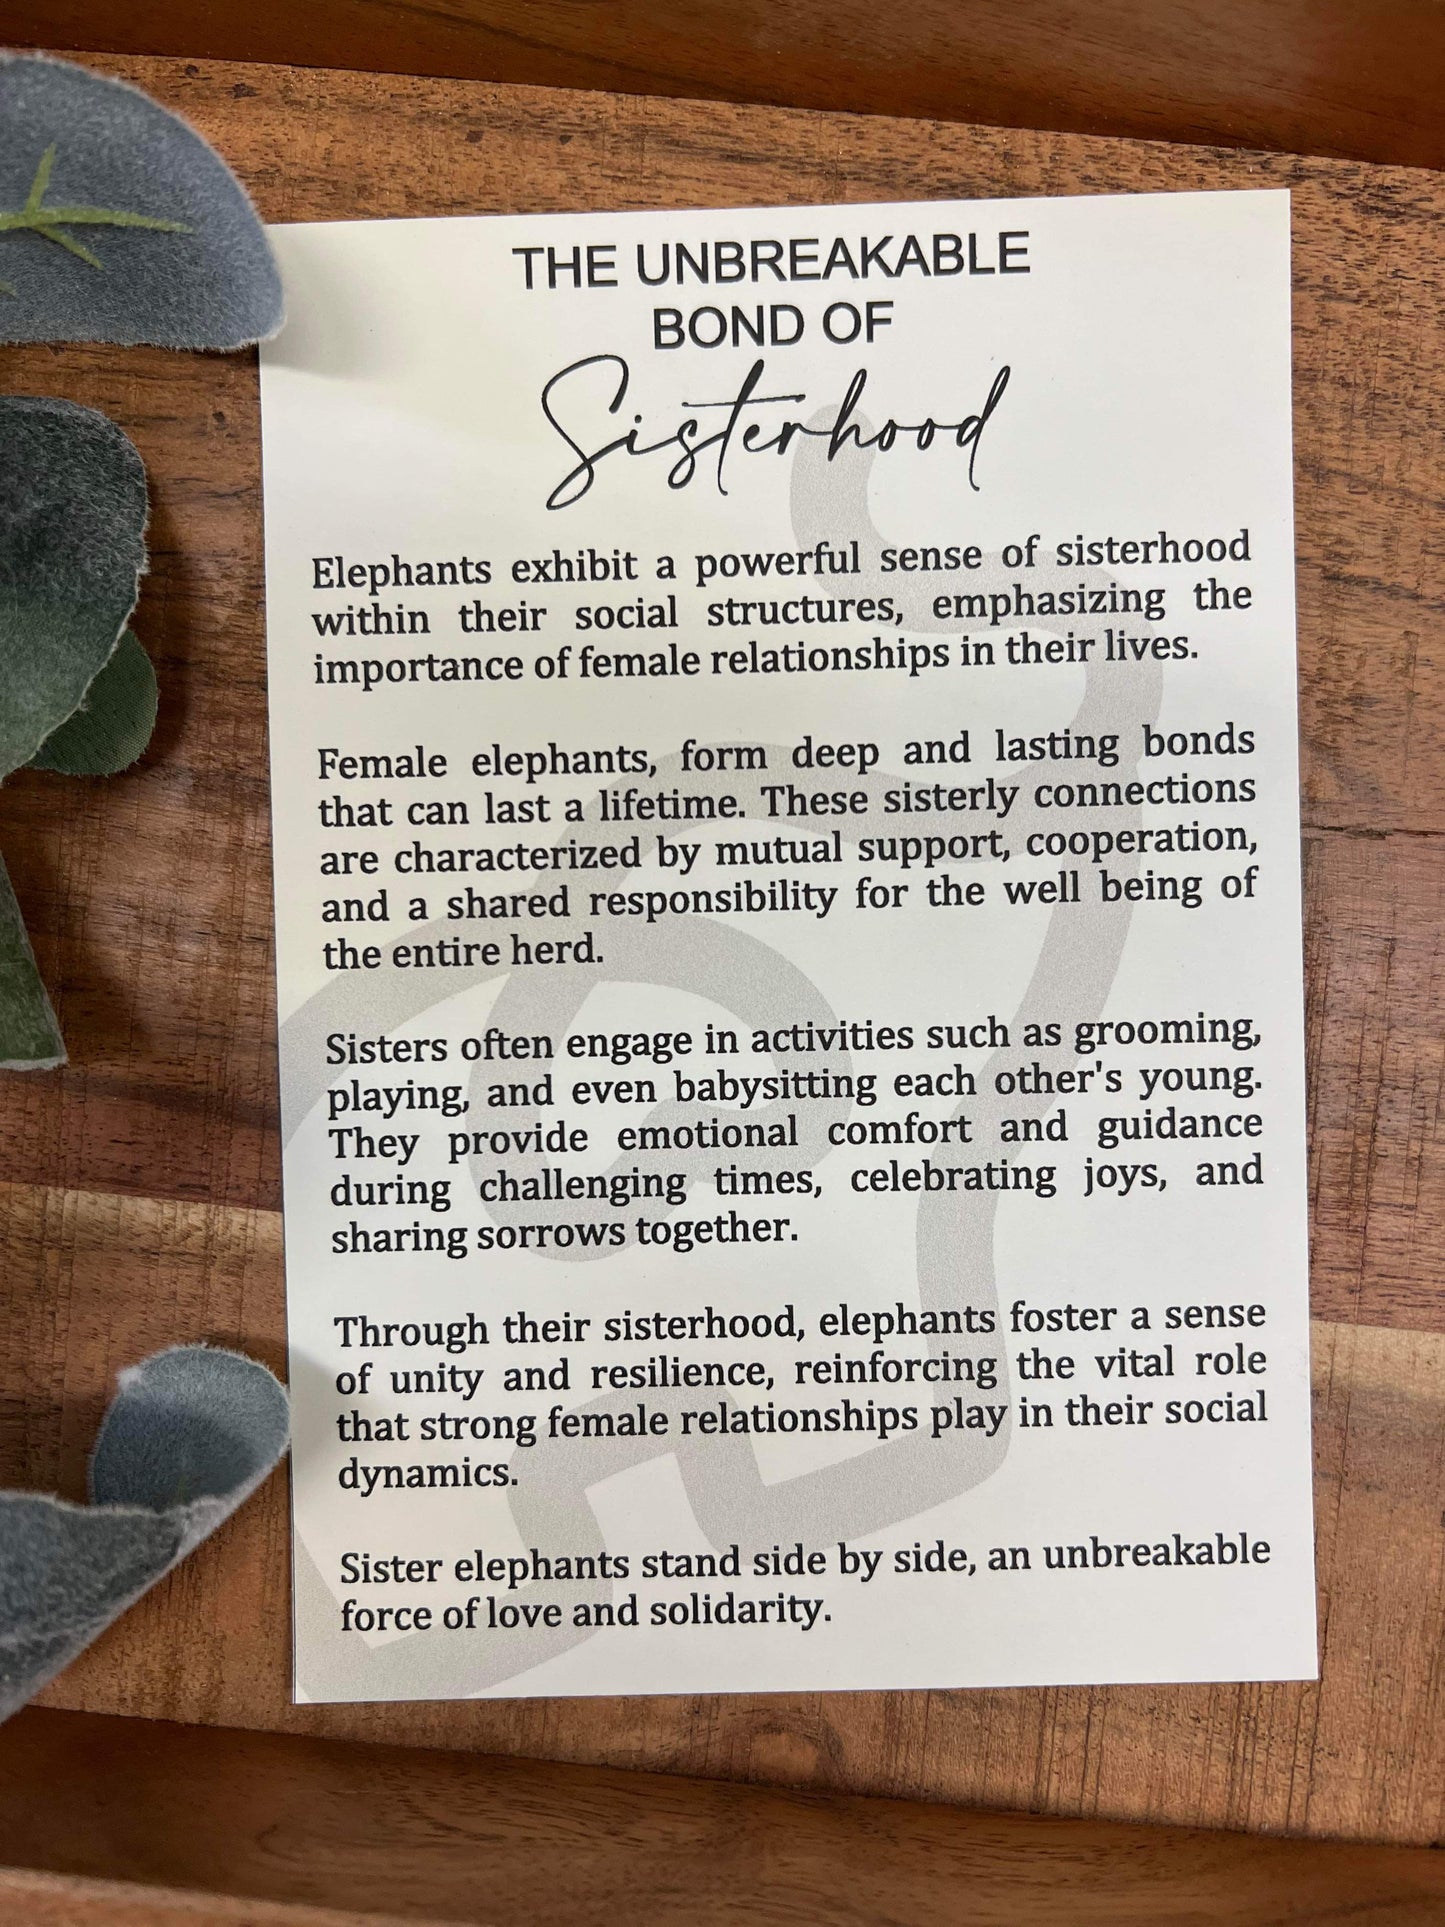 THE UNBREAKABLE
BOND OF
Sisterhood
Elephants exhibit a powerful sense of sisterhood
within their social structures, emphasizing the
importance of female relationships in their lives.
Female elephants, form deep and lasting bonds
that can last a lifetime. These sisterly connections
are characterized by mutual support, cooperation,
and a shared responsibility for the well being of
the entire herd.
Sisters often engage in activities such as grooming,
playing, and even babysitting each other's young.
They provide emotional comfort and guidance
during challenging times, celebrating joys, and
sharing sorrows together.
Through their sisterhood, elephants foster a sense
of unity and resilience, reinforcing the vital role
that strong female relationships play in their social
dynamics.
Sister elephants stand side by side, an unbreakable
force of love and solidarity.